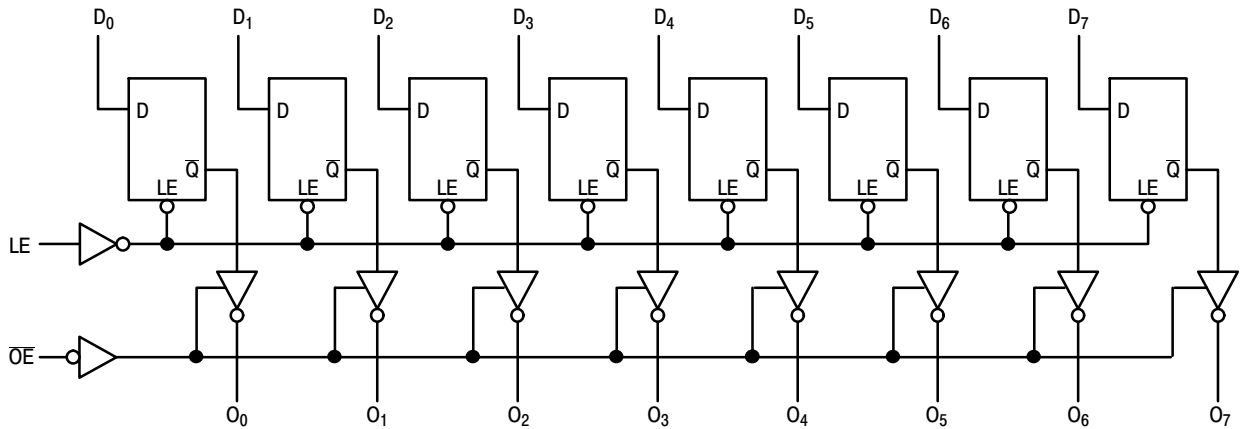 D₀ D₁ D₂ D₃ D₄ D₅ D₆ D₇
D D D D D D D D
Q̅ Q̅ Q̅ Q̅ Q̅ Q̅ Q̅ Q̅
LE LE LE LE LE LE LE LE
LE
O̅E̅
O₀ O₁ O₂ O₃ O₄ O₅ O₆ O₇